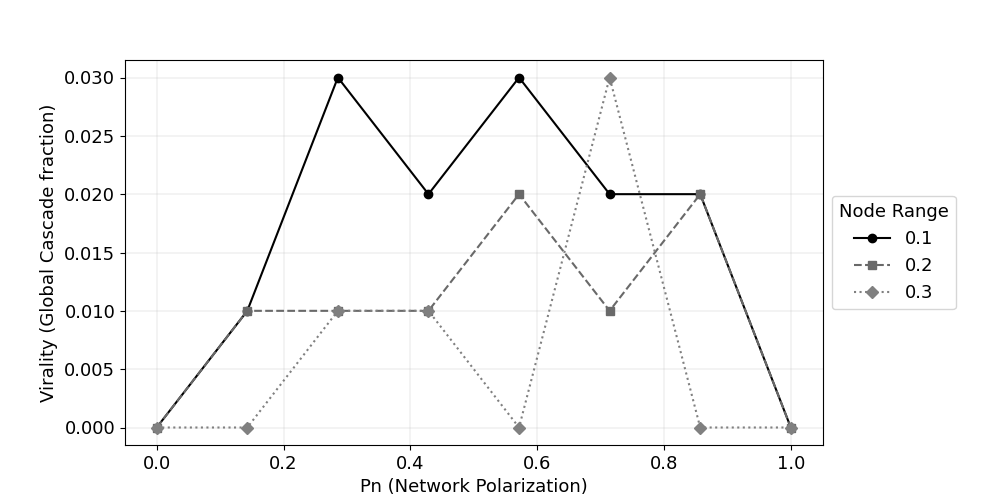 0.030
0.025
0.020
0.015
0.010
0.005
0.000
Virality (Global Cascade fraction)
0.0 0.2 0.4 0.6 0.8 1.0
Pn (Network Polarization)
Node Range
0.1
0.2
0.3